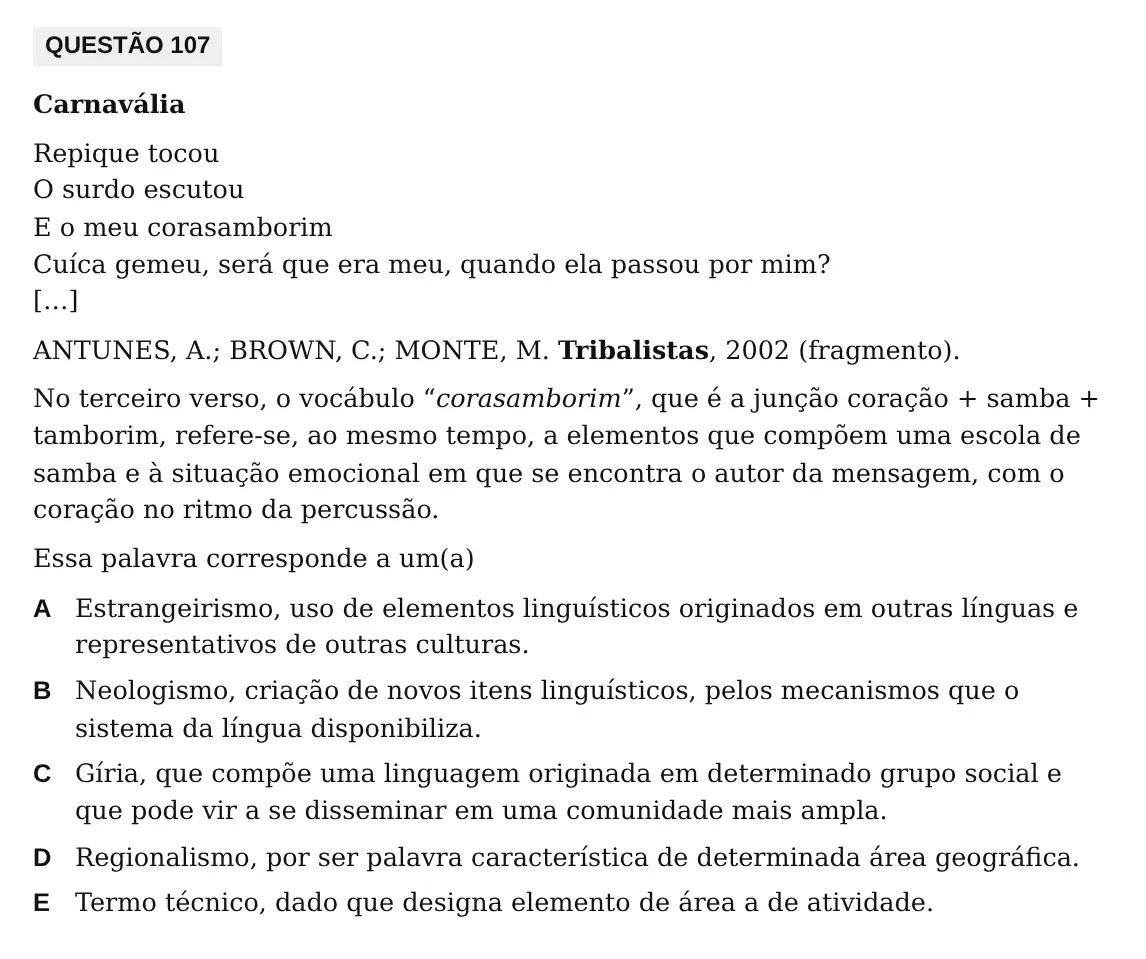 QUESTÃO 107
Carnavália
Repique tocou
O surdo escutou
E o meu corasamborim
Cuíca gemeu, será que era meu, quando ela passou por mim?
[...]
ANTUNES, A.; BROWN, C.; MONTE, M. Tribalistas, 2002 (fragmento).
No terceiro verso, o vocábulo “corasamborim”, que é a junção coração + samba +
tamborim, refere-se, ao mesmo tempo, a elementos que compõem uma escola de
samba e à situação emocional em que se encontra o autor da mensagem, com o
coração no ritmo da percussão.
Essa palavra corresponde a um(a)
A Estrangeirismo, uso de elementos linguísticos originados em outras línguas e
representativos de outras culturas.
B Neologismo, criação de novos itens linguísticos, pelos mecanismos que o
sistema da língua disponibiliza.
C Gíria, que compõe uma linguagem originada em determinado grupo social e
que pode vir a se disseminar em uma comunidade mais ampla.
D Regionalismo, por ser palavra característica de determinada área geográfica.
E Termo técnico, dado que designa elemento de área a de atividade.